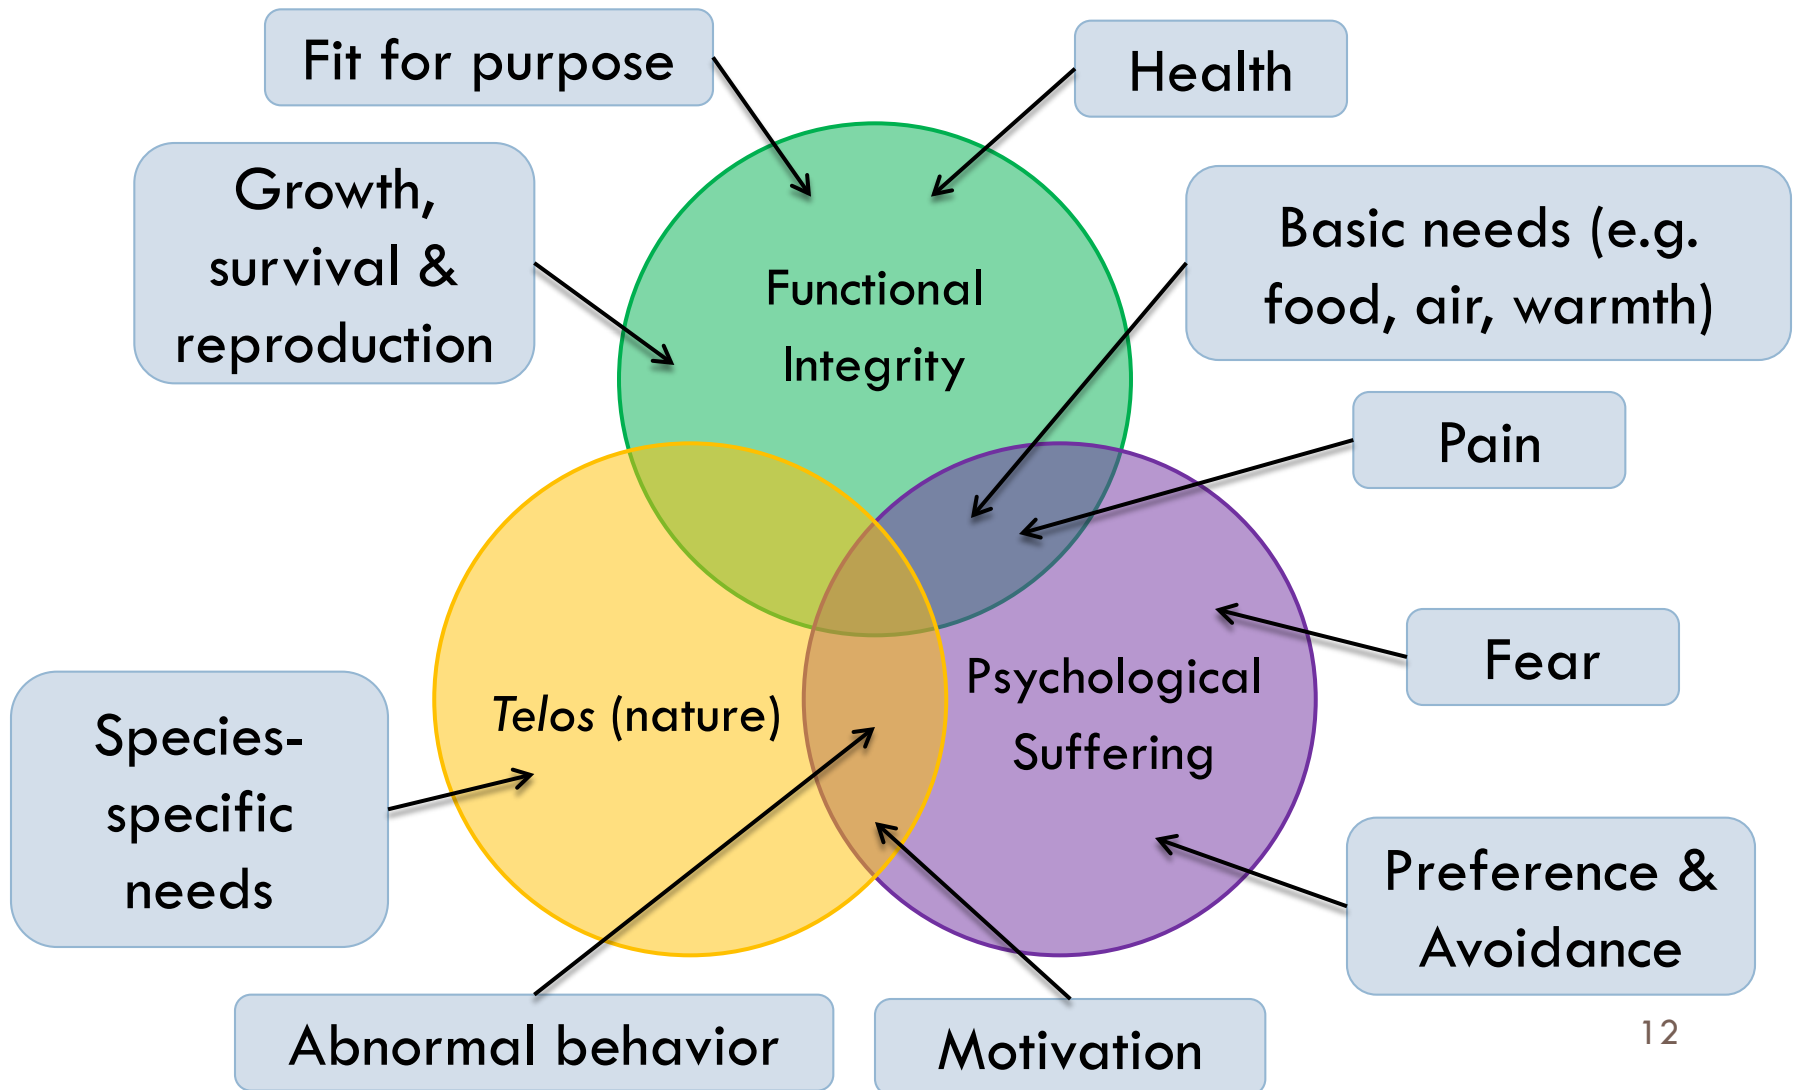 Fit for purpose
Health
Growth,
survival &
reproduction
Basic needs (e.g.
food, air, warmth)
Functional
Integrity
Pain
Fear
Psychological
Suffering
Telos (nature)
Species-
specific
needs
Preference &
Avoidance
Abnormal behavior
Motivation
12